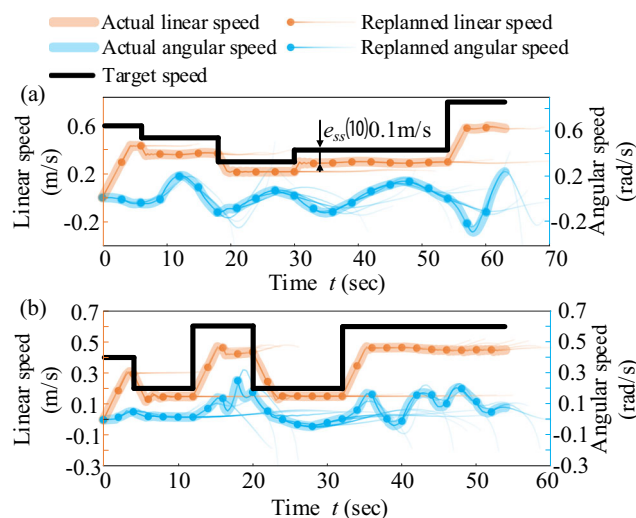 Actual linear speed Replanned linear speed
Actual angular speed Replanned angular speed
Target speed
(a)
0.6
0.2
-0.2
Linear speed
(m/s)
e_ss(10)0.1m/s
0.6
0.2
-0.2
Angular speed
(rad/s)
0 10 20 30 40 50 60 70
Time t (sec)
(b)
0.7
0.5
0.3
0.1
-0.1
-0.3
Linear speed
(m/s)
0.7
0.5
0.3
0.1
-0.1
-0.3
Angular speed
(rad/s)
0 10 20 30 40 50 60
Time t (sec)